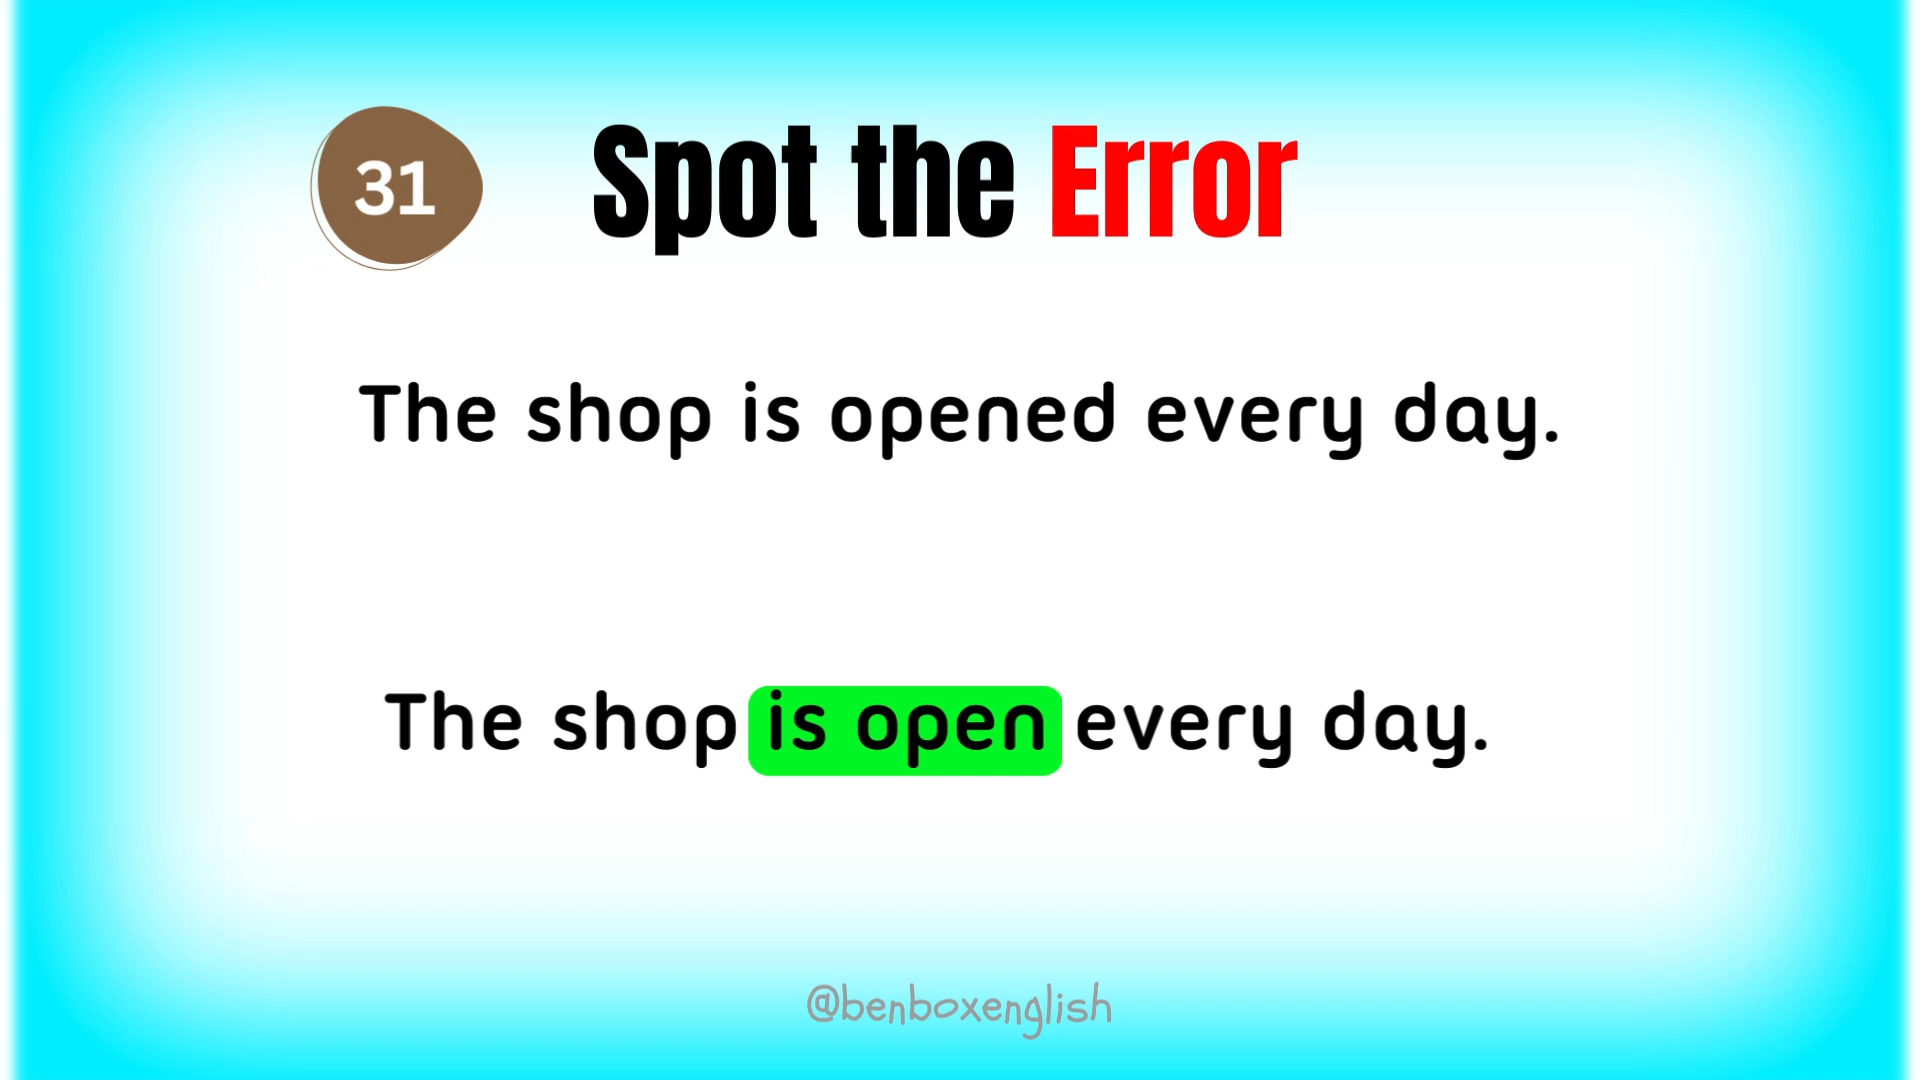 31
Spot the Error
The shop is opened every day.
The shop is open every day.
@benboxenglish